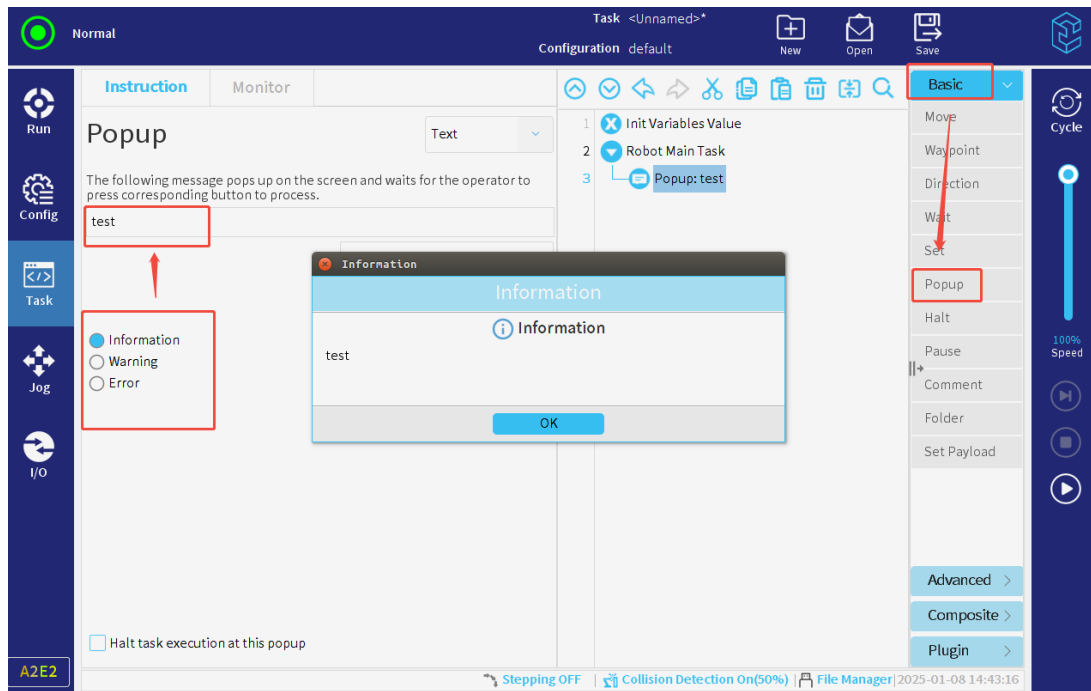 Normal
Task <Unnamed>*
Configuration default
New
Open
Save
Run
Config
Task
Jog
I/O
A2E2
Instruction
Monitor
Popup
Text
The following message pops up on the screen and waits for the operator to
press corresponding button to process.
test
Information
Warning
Error
Halt task execution at this popup
1 Init Variables Value
2 Robot Main Task
3 Popup: test
Information
Information
Information
test
OK
Basic
Move
Waypoint
Direction
Wait
Set
Popup
Halt
Pause
Comment
Folder
Set Payload
Advanced
Composite
Plugin
Cycle
100%
Speed
Stepping OFF | Collision Detection On(50%) | File Manager | 2025-01-08 14:43:16